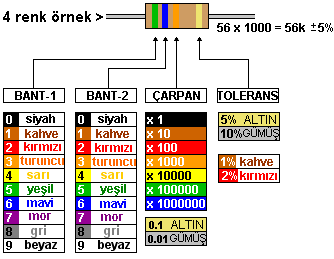 4 renk örnek >
56 x 1000 = 56k ±5%
BANT-1 BANT-2 ÇARPAN TOLERANS
0 siyah 0 siyah x 1 5% ALTIN
1 kahve 1 kahve x 10 10% GÜMÜŞ
2 kırmızı 2 kırmızı x 100
3 turuncu 3 turuncu x 1000 1% kahve
4 sarı 4 sarı x 10000 2% kırmızı
5 yeşil 5 yeşil x 100000
6 mavi 6 mavi x 1000000
7 mor 7 mor
8 gri 8 gri 0.1 ALTIN
9 beyaz 9 beyaz 0.01 GÜMÜŞ